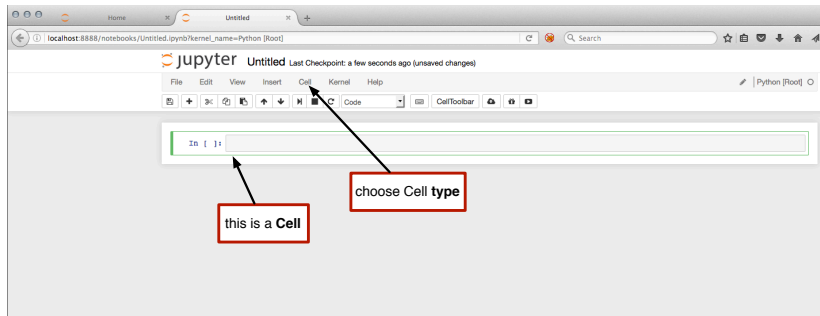 Home
Untitled
localhost:8888/notebooks/Untitled.ipynb?kernel_name=Python [Root]
Search
jupyter Untitled Last Checkpoint: a few seconds ago (unsaved changes)
File Edit View Insert Cell Kernel Help Python [Root]
Code CellToolbar
In [ ]:
choose Cell type
this is a Cell